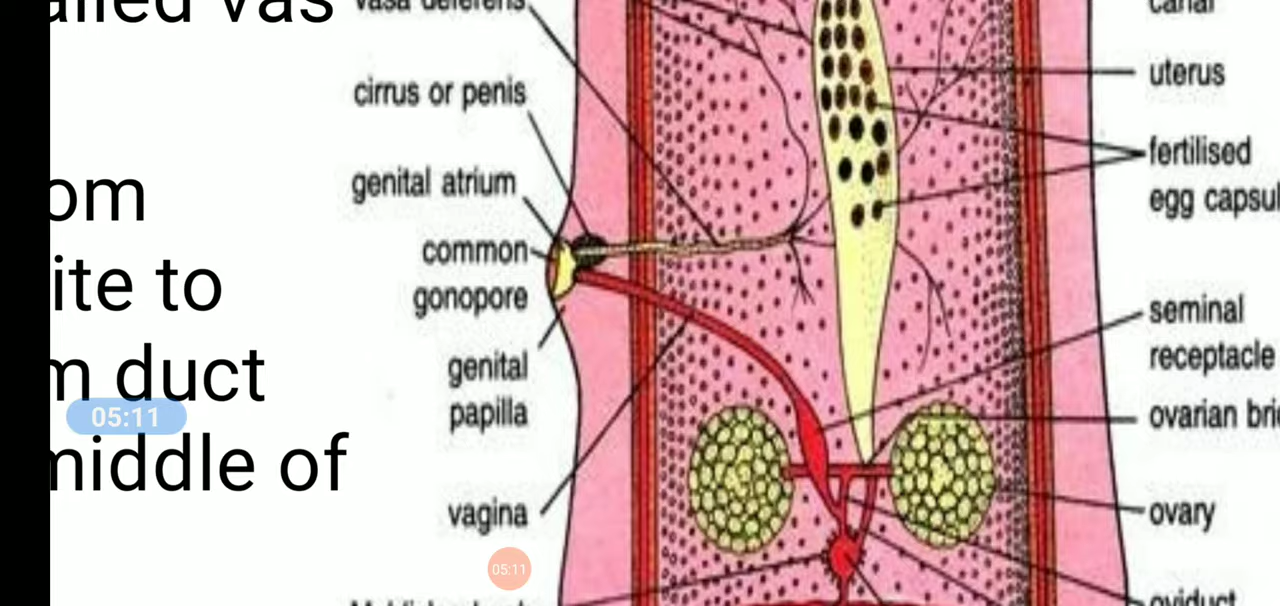 ailed vas
vasa deferens
canal
cirrus or penis
uterus
genital atrium
fertilised
egg capsul
om
ite to
m duct
middle of
common
gonopore
genital
papilla
seminal
receptacle
ovarian bri
vagina
ovary
oviduct
05:11
05:11